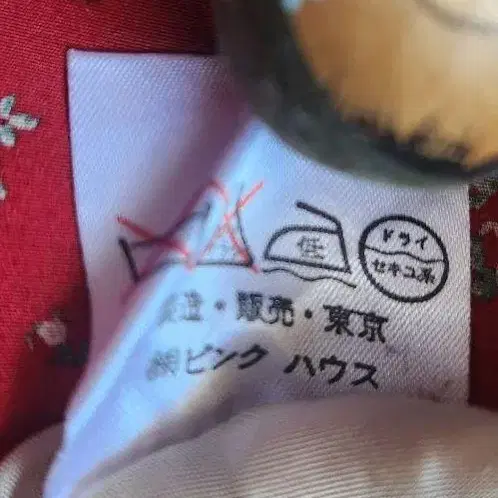 低
ドライ
セキユ系
製造・販売・東京
㈱ピンク ハウス